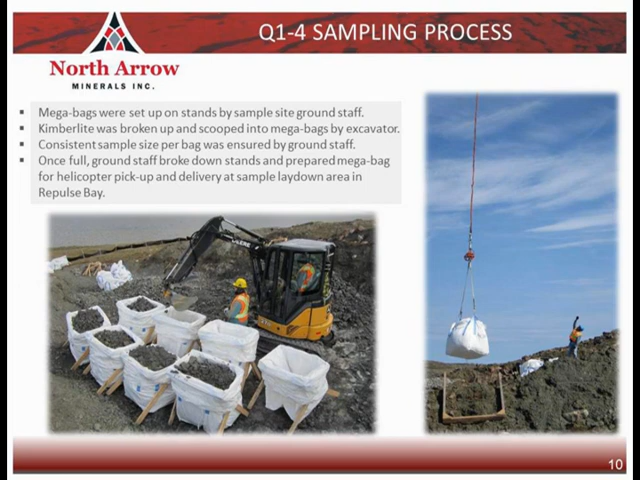 Q1-4 SAMPLING PROCESS
North Arrow
MINERALS INC.
▪ Mega-bags were set up on stands by sample site ground staff.
▪ Kimberlite was broken up and scooped into mega-bags by excavator.
▪ Consistent sample size per bag was ensured by ground staff.
▪ Once full, ground staff broke down stands and prepared mega-bag
for helicopter pick-up and delivery at sample laydown area in
Repulse Bay.
DEERE
10